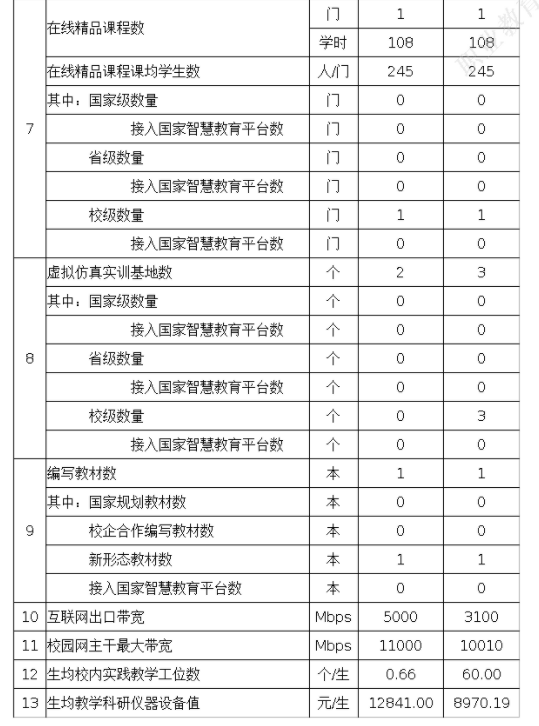 职业教育
在线精品课程数 门 1 1
学时 108 108
7 在线精品课程课均学生数 人/门 245 245
其中：国家级数量 门 0 0
接入国家智慧教育平台数 门 0 0
省级数量 门 0 0
接入国家智慧教育平台数 门 0 0
校级数量 门 1 1
接入国家智慧教育平台数 门 0 0
8 虚拟仿真实训基地数 个 2 3
其中：国家级数量 个 0 0
接入国家智慧教育平台数 个 0 0
省级数量 个 0 0
接入国家智慧教育平台数 个 0 0
校级数量 个 0 3
接入国家智慧教育平台数 个 0 0
9 编写教材数 本 1 1
其中：国家规划教材数 本 0 0
校企合作编写教材数 本 0 0
新形态教材数 本 1 1
接入国家智慧教育平台数 本 0 0
10 互联网出口带宽 Mbps 5000 3100
11 校园网主干最大带宽 Mbps 11000 10010
12 生均校内实践教学工位数 个/生 0.66 60.00
13 生均教学科研仪器设备值 元/生 12841.00 8970.19